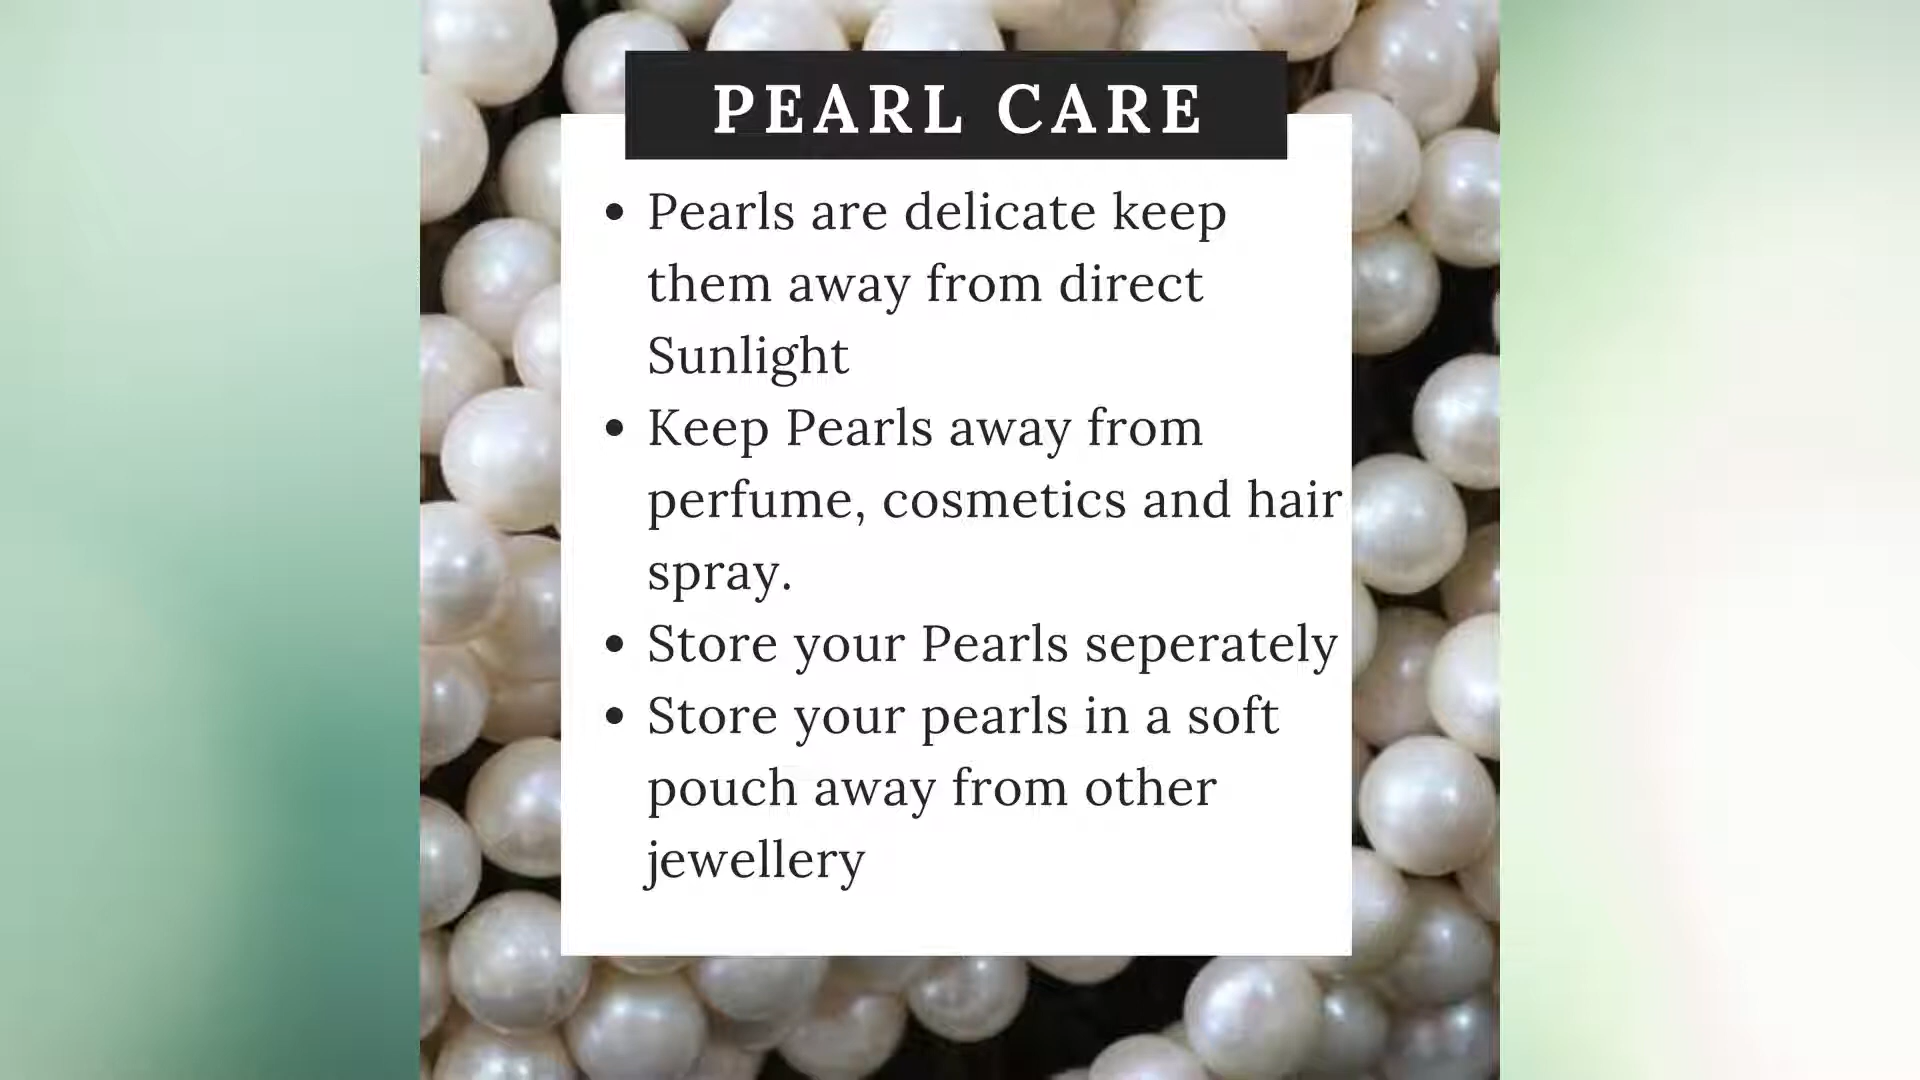 PEARL CARE
• Pearls are delicate keep
them away from direct
Sunlight
• Keep Pearls away from
perfume, cosmetics and hair
spray.
• Store your Pearls seperately
• Store your pearls in a soft
pouch away from other
jewellery